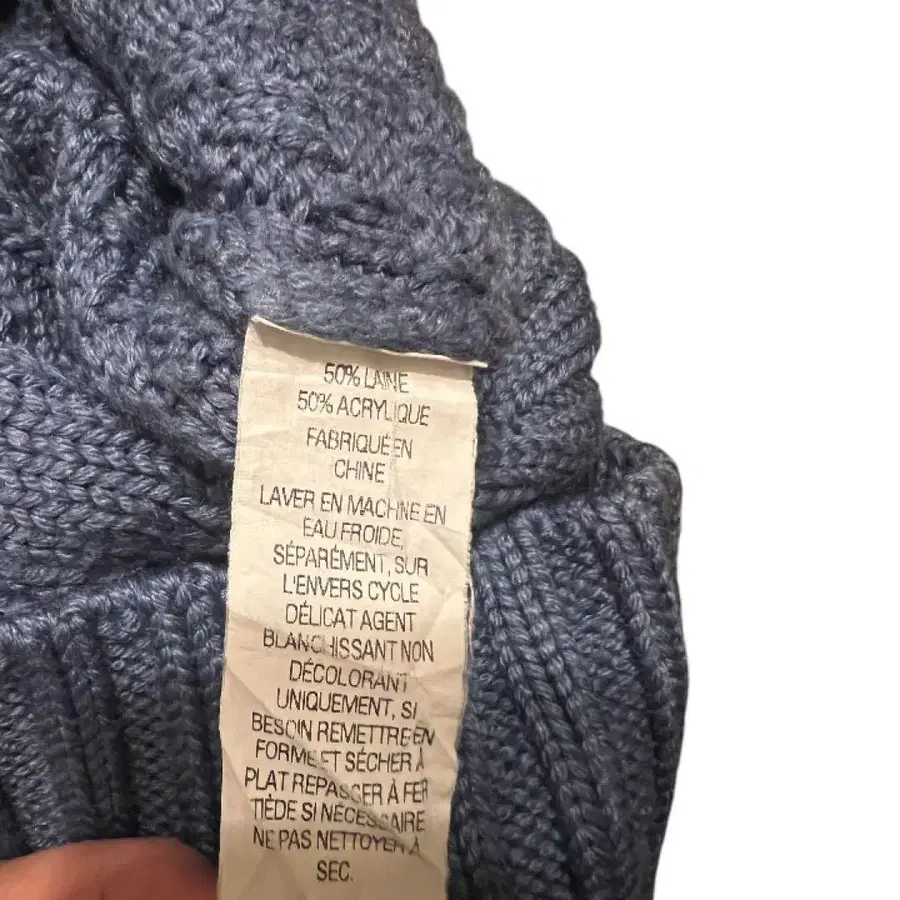 50% LAINE
50% ACRYLIQUE
FABRIQUÉ EN
CHINE
LAVER EN MACHINE EN
EAU FROIDE,
SÉPARÉMENT, SUR
L'ENVERS CYCLE
DÉLICAT AGENT
BLANCHISSANT NON
DÉCOLORANT
UNIQUEMENT, SI
BESOIN REMETTRE EN
FORME ET SÉCHER À
PLAT REPASSER À FER
TIÈDE SI NÉCESSAIRE
NE PAS NETTOYER À
SEC.